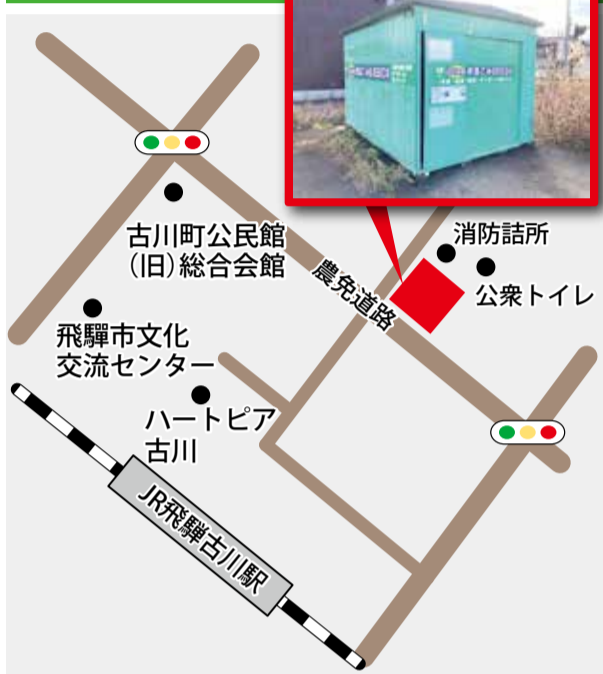 古川町公民館
(旧)総合会館
消防詰所
公衆トイレ
農免道路
飛騨市文化
交流センター
ハートピア
古川
JR飛騨古川駅